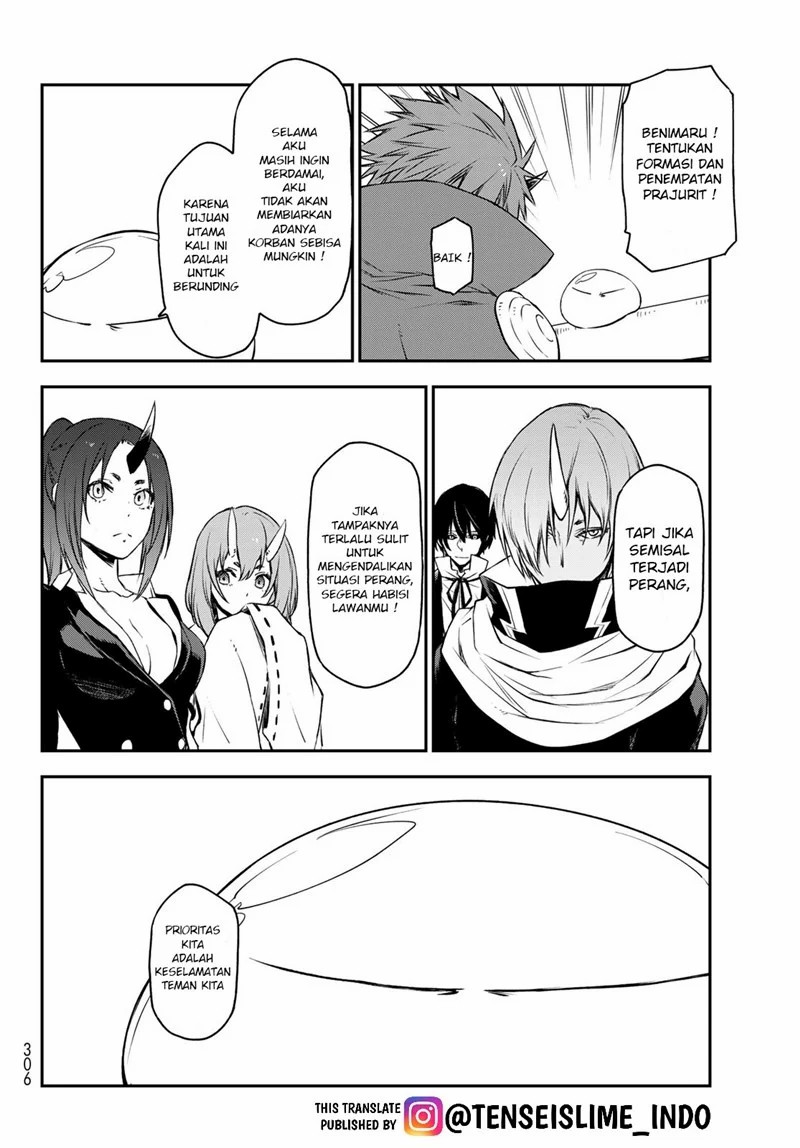 BENIMARU !
TENTUKAN
FORMASI DAN
PENEMPATAN
PRAJURIT !
BAIK !
SELAMA
AKU
MASIH INGIN
BERDAMAI,
AKU
TIDAK AKAN
MEMBIARKAN
ADANYA
KORBAN SEBISA
MUNGKIN !
KARENA
TUJUAN
UTAMA
KALI INI
ADALAH
UNTUK
BERUNDING
TAPI JIKA
SEMISAL
TERJADI
PERANG,
JIKA
TAMPAKNYA
TERLALU SULIT
UNTUK
MENGENDALIKAN
SITUASI PERANG,
SEGERA HABISI
LAWANMU !
PRIORITAS
KITA
ADALAH
KESELAMATAN
TEMAN KITA
306
THIS TRANSLATE
PUBLISHED BY
@TENSEISLIME_INDO